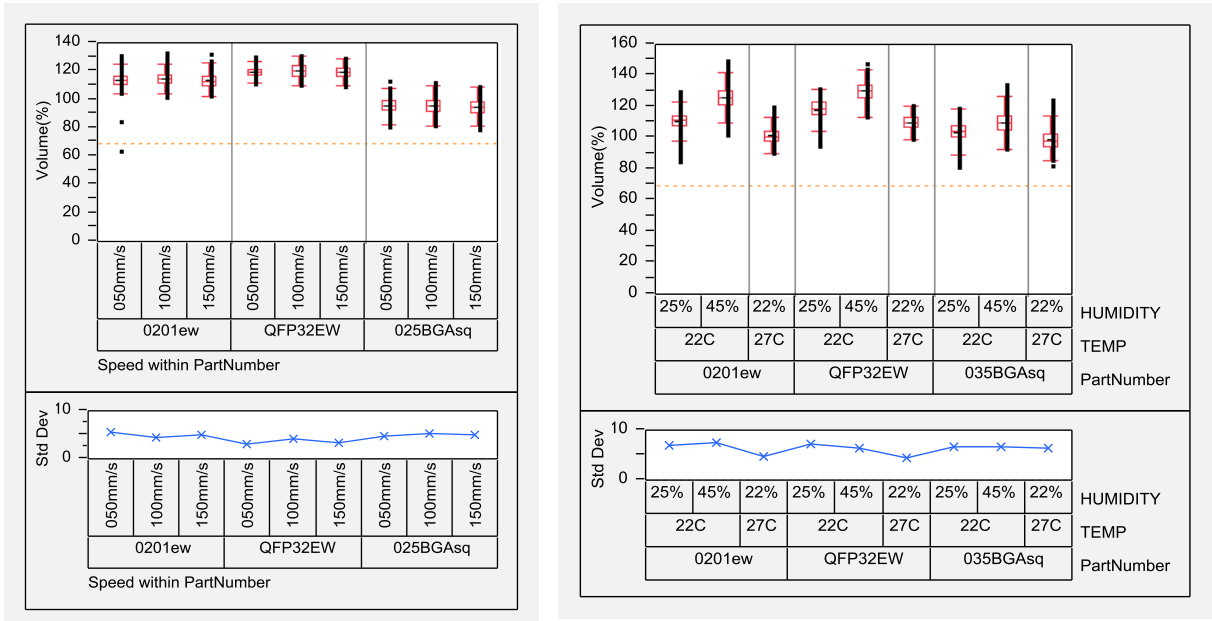 140
120
100
80
60
40
20
0
Volume(%)
050mm/s 100mm/s 150mm/s 050mm/s 100mm/s 150mm/s 050mm/s 100mm/s 150mm/s
0201ew QFP32EW 025BGAsq
Speed within PartNumber
10
0
Std Dev
050mm/s 100mm/s 150mm/s 050mm/s 100mm/s 150mm/s 050mm/s 100mm/s 150mm/s
0201ew QFP32EW 025BGAsq
Speed within PartNumber
160
140
120
100
80
60
40
20
0
Volume(%)
25% 45% 22% 25% 45% 22% 25% 45% 22% HUMIDITY
22C 27C 22C 27C 22C 27C TEMP
0201ew QFP32EW 035BGAsq PartNumber
10
0
Std Dev
25% 45% 22% 25% 45% 22% 25% 45% 22% HUMIDITY
22C 27C 22C 27C 22C 27C TEMP
0201ew QFP32EW 035BGAsq PartNumber